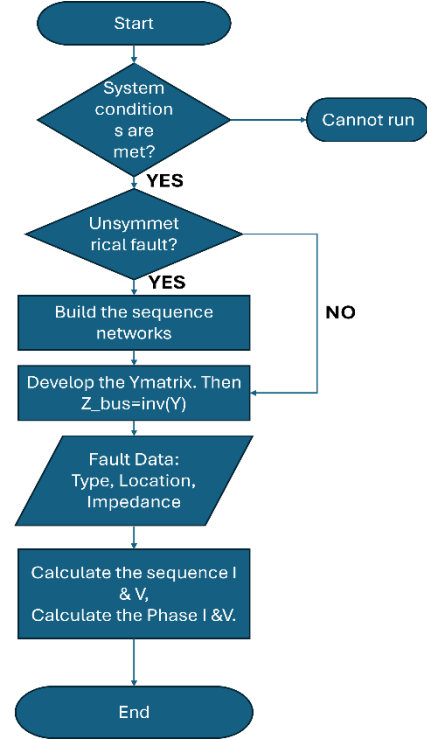 Start
System
condition
s are
met?
Cannot run
YES
Unsymmet
rical fault?
YES
NO
Build the sequence
networks
Develop the Ymatrix. Then
Z_bus=inv(Y)
Fault Data:
Type, Location,
Impedance
Calculate the sequence I
& V,
Calculate the Phase I &V.
End